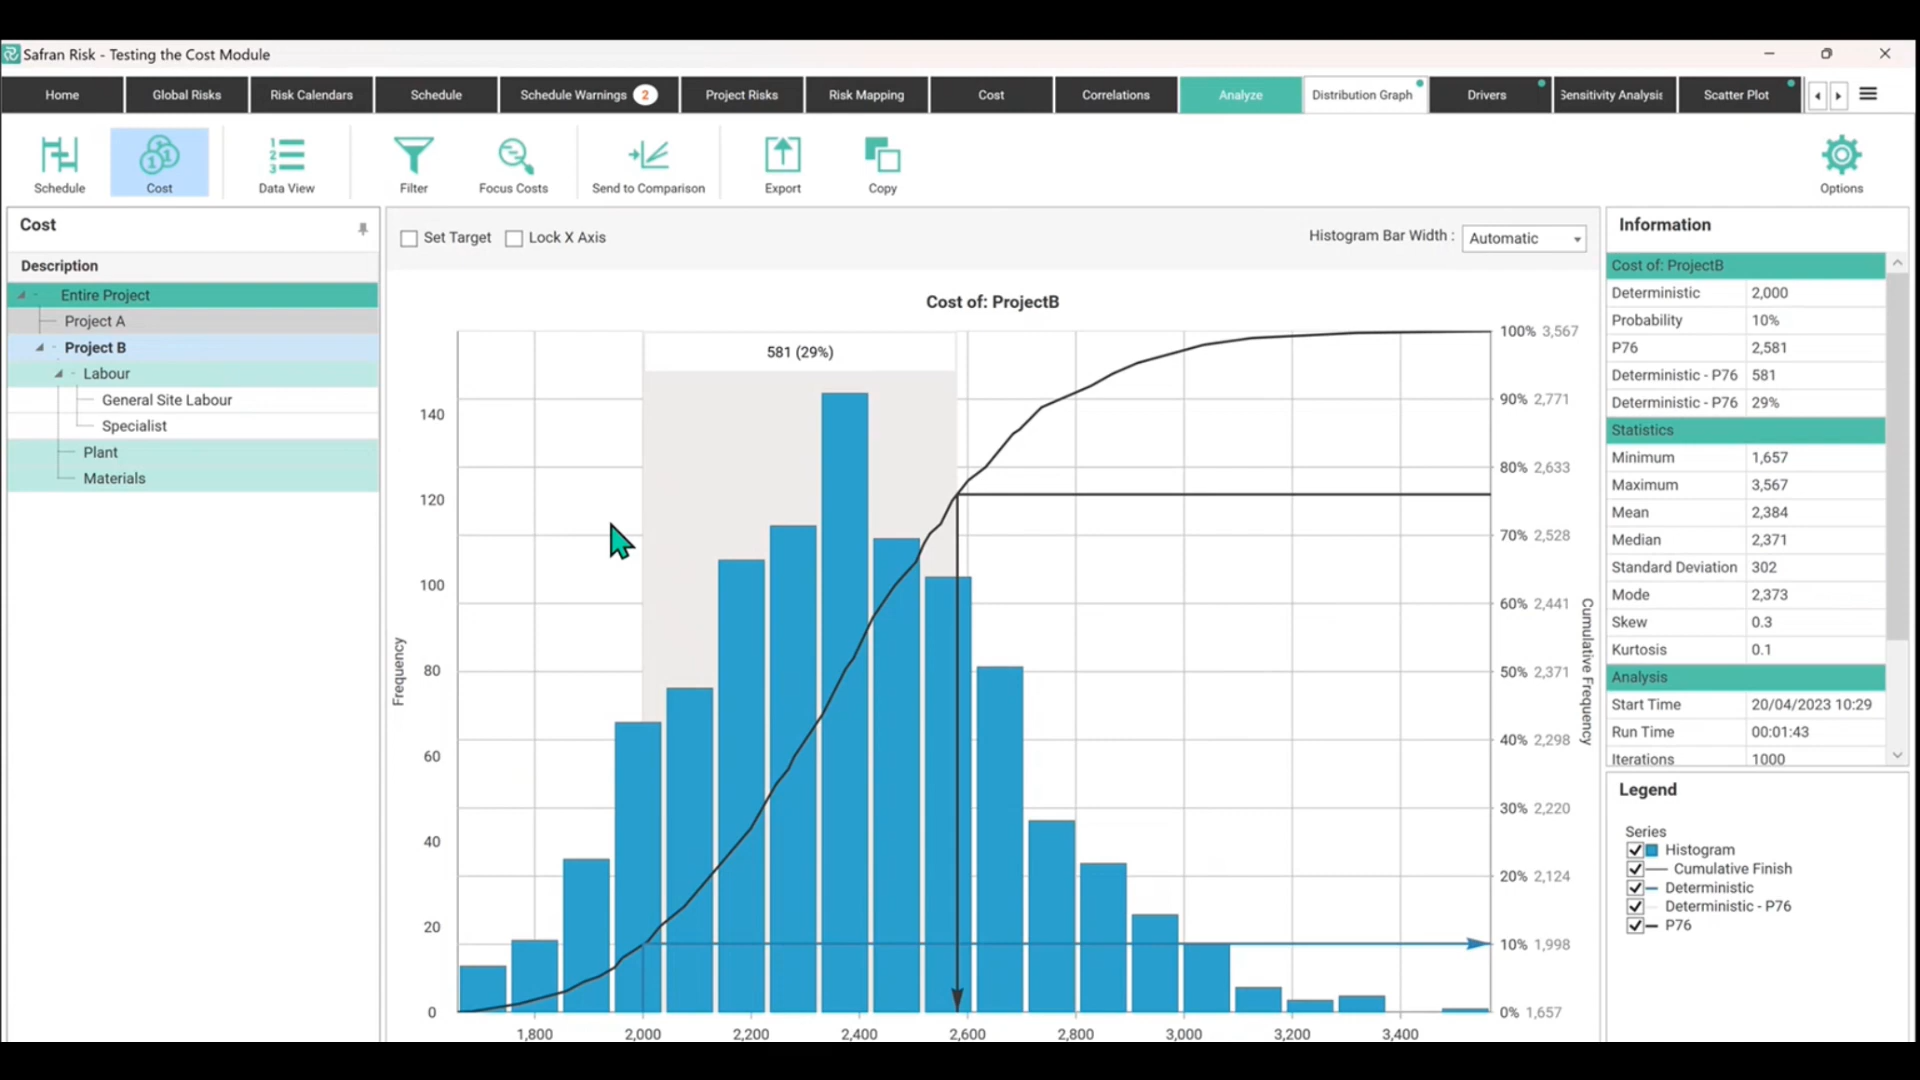 Safran Risk - Testing the Cost Module
Home Global Risks Risk Calendars Schedule Schedule Warnings 2 Project Risks Risk Mapping Cost Correlations Analyze Distribution Graph Drivers Sensitivity Analysis Scatter Plot
Schedule Cost Data View Filter Focus Costs Send to Comparison Export Copy Options
Cost
Description
Entire Project
Project A
Project B
Labour
General Site Labour
Specialist
Plant
Materials
Set Target Lock X Axis Histogram Bar Width : Automatic
Cost of: ProjectB
581 (29%)
Frequency
140
120
100
80
60
40
20
0
1,800 2,000 2,200 2,400 2,600 2,800 3,000 3,200 3,400
100% 3,567
90% 2,771
80% 2,633
70% 2,528
60% 2,441
50% 2,371
40% 2,298
30% 2,220
20% 2,124
10% 1,998
0% 1,657
Cumulative Frequency
Information
Cost of: ProjectB
Deterministic 2,000
Probability 10%
P76 2,581
Deterministic - P76 581
Deterministic - P76 29%
Statistics
Minimum 1,657
Maximum 3,567
Mean 2,384
Median 2,371
Standard Deviation 302
Mode 2,373
Skew 0.3
Kurtosis 0.1
Analysis
Start Time 20/04/2023 10:29
Run Time 00:01:43
Iterations 1000
Legend
Series
Histogram
Cumulative Finish
Deterministic
Deterministic - P76
P76